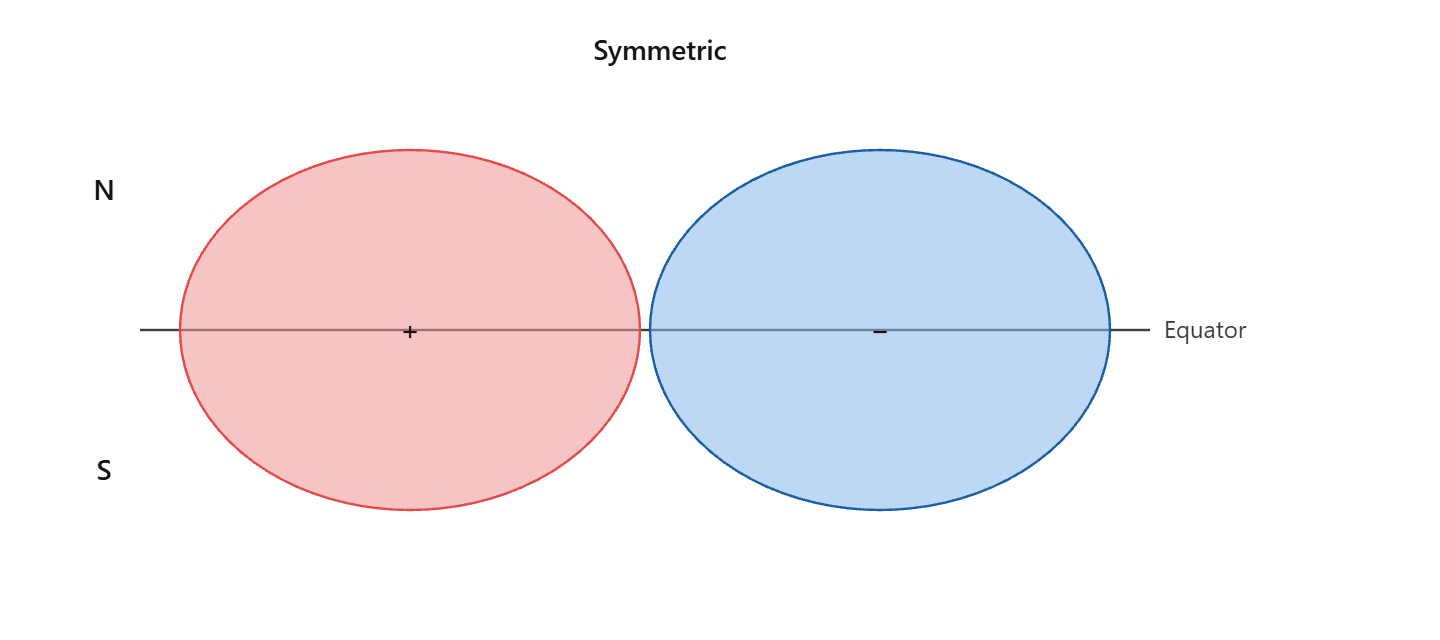 Symmetric
N
+
−
Equator
S